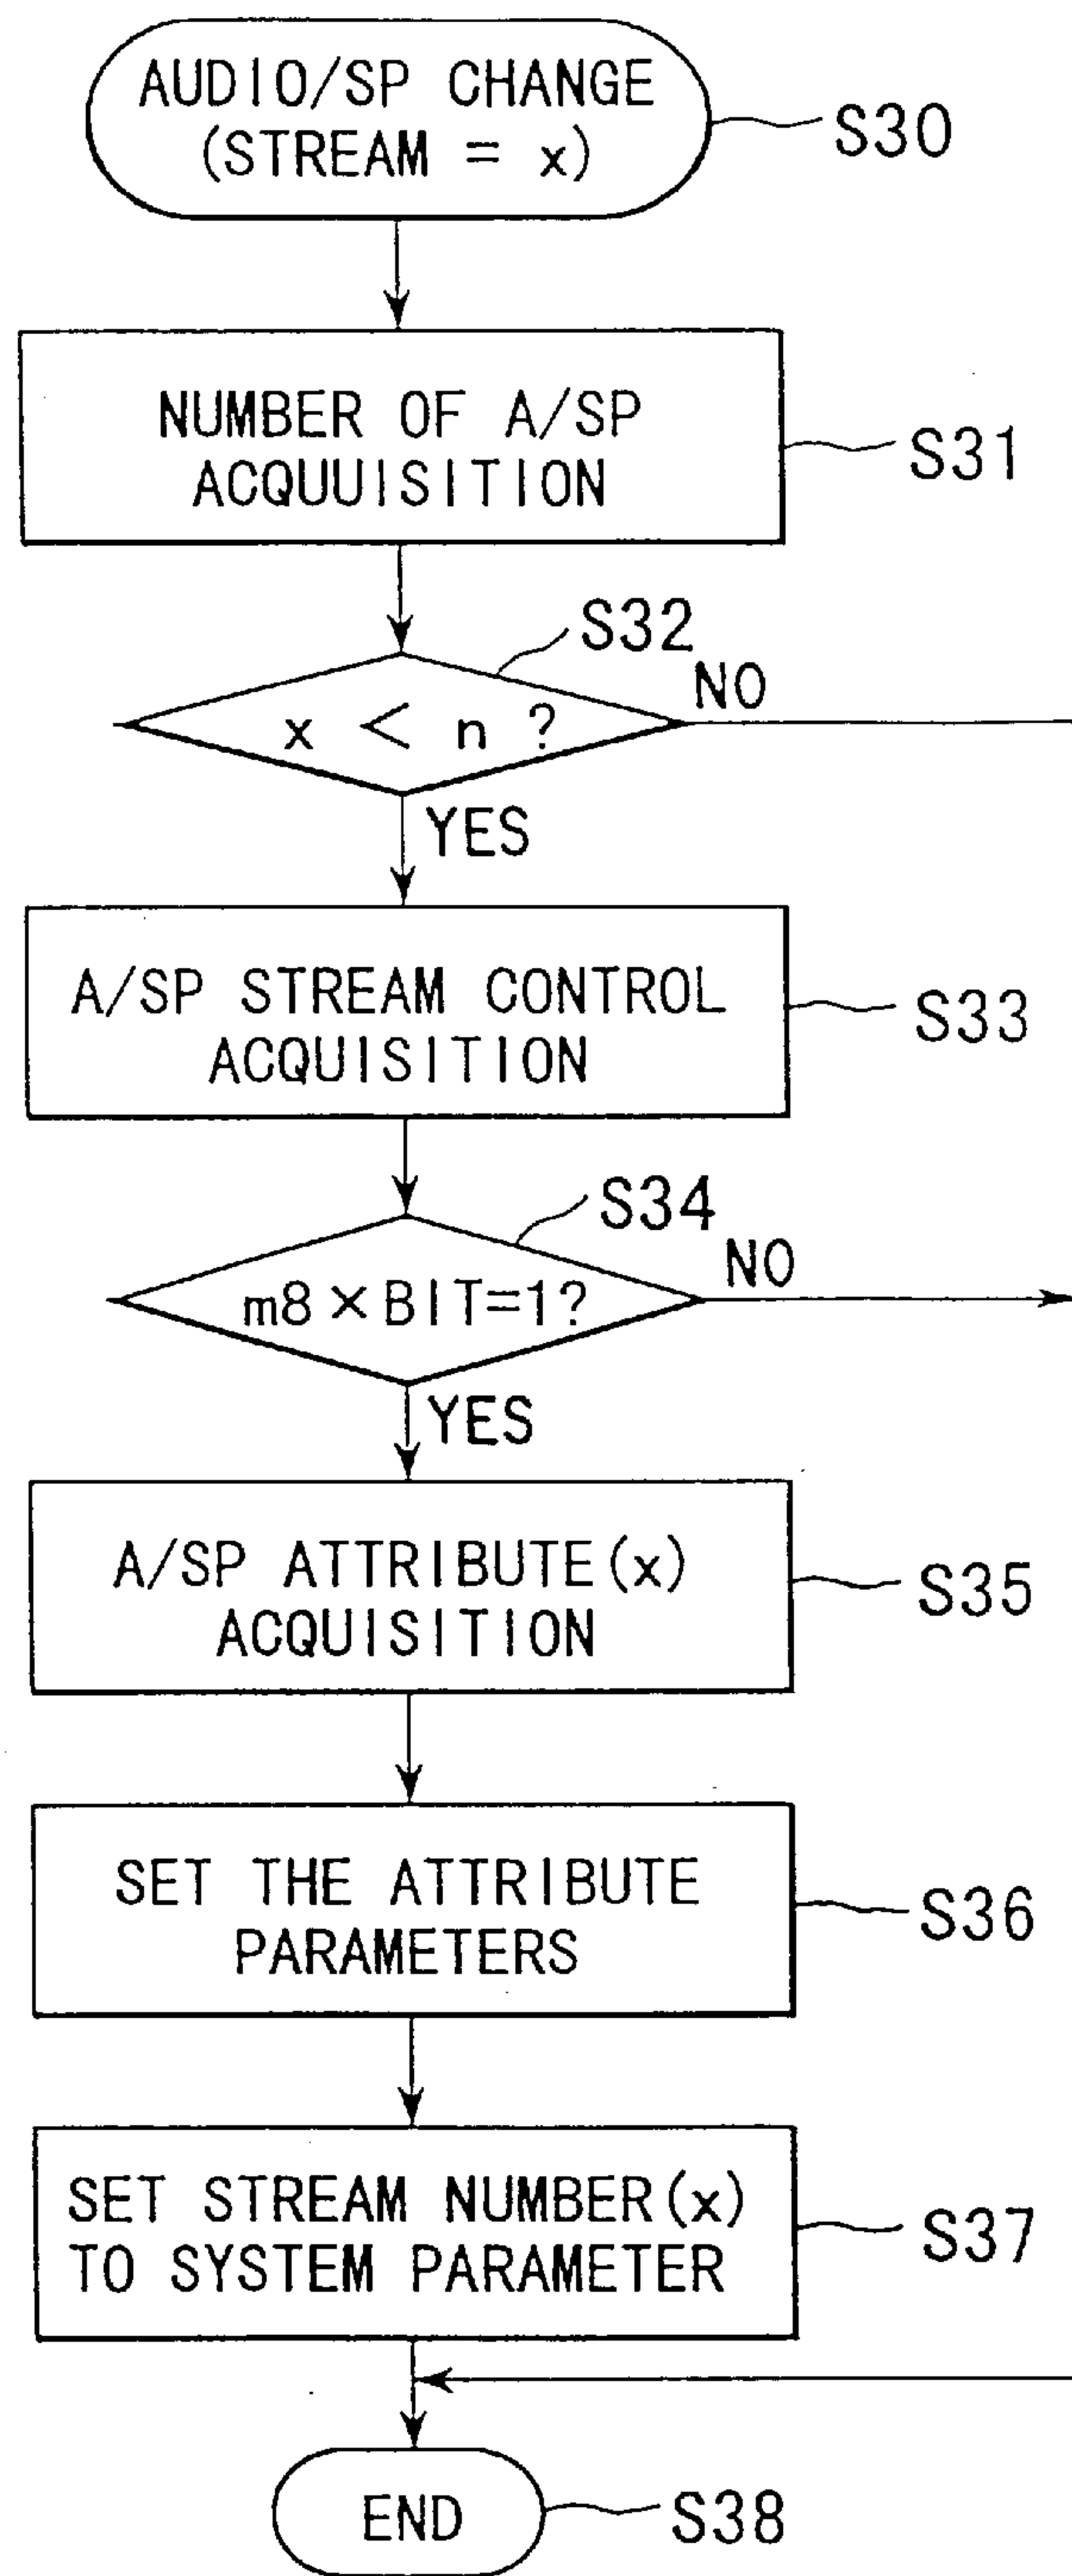 AUDIO/SP CHANGE
(STREAM = x)
S30
NUMBER OF A/SP
ACQUUISITION
S31
S32
NO
x < n ?
YES
A/SP STREAM CONTROL
ACQUISITION
S33
S34
NO
m8×BIT=1?
YES
A/SP ATTRIBUTE(x)
ACQUISITION
S35
SET THE ATTRIBUTE
PARAMETERS
S36
SET STREAM NUMBER(x)
TO SYSTEM PARAMETER
S37
END
S38